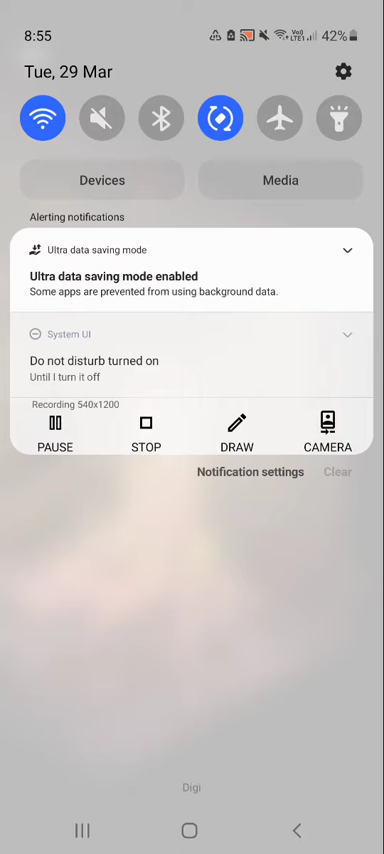 8:55
Vo) LTE1 42%
Tue, 29 Mar
Devices
Media
Alerting notifications
Ultra data saving mode
Ultra data saving mode enabled
Some apps are prevented from using background data.
System UI
Do not disturb turned on
Until I turn it off
Recording 540x1200
PAUSE STOP DRAW CAMERA
Notification settings Clear
Digi